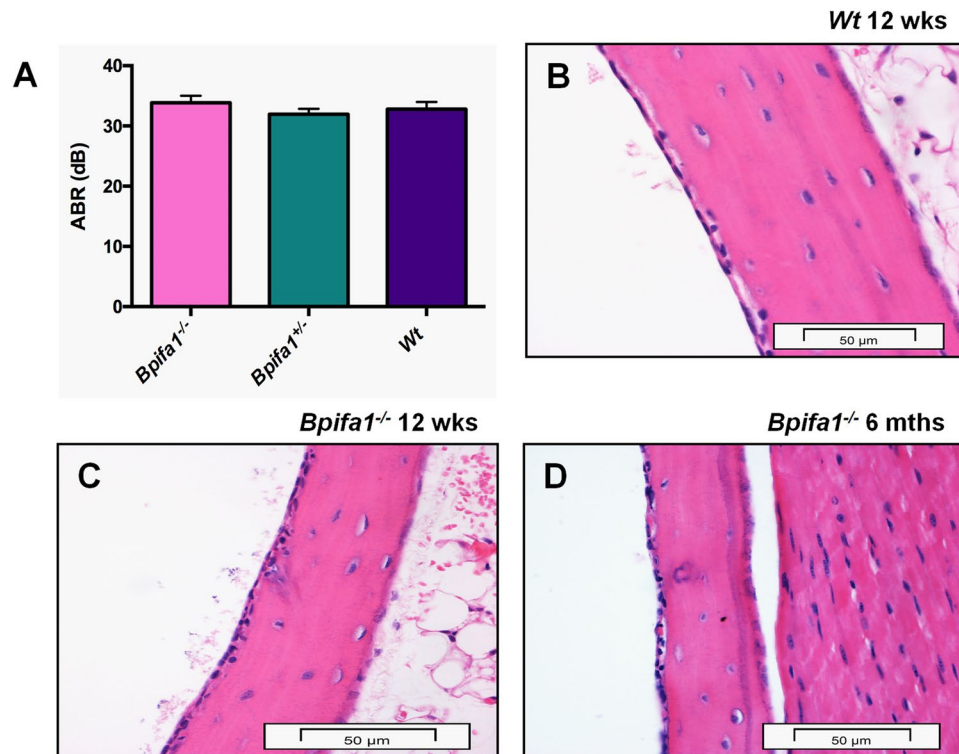 Wt 12 wks
A
40
30
20
10
0
ABR (dB)
Bpifa1-/-
Bpifa1+/-
Wt
B
50 µm
Bpifa1-/- 12 wks
C
50 µm
Bpifa1-/- 6 mths
D
50 µm